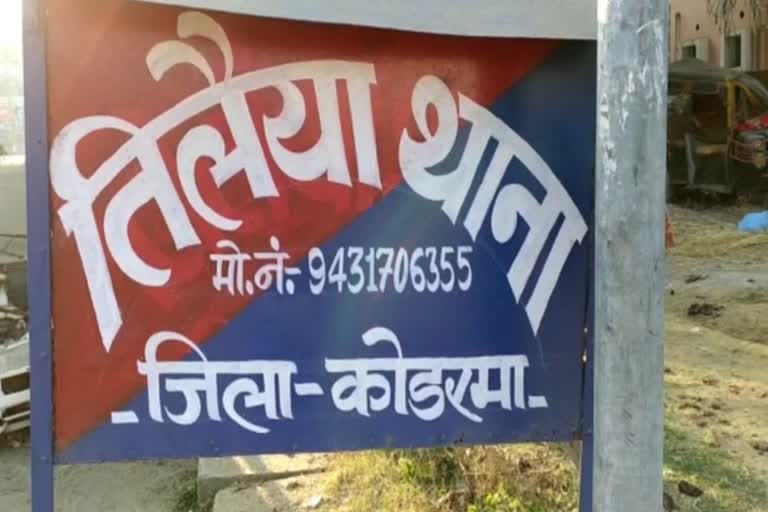 तिलैया थाना
मो.नं.- 9431706355
-जिला-कोडरमा-